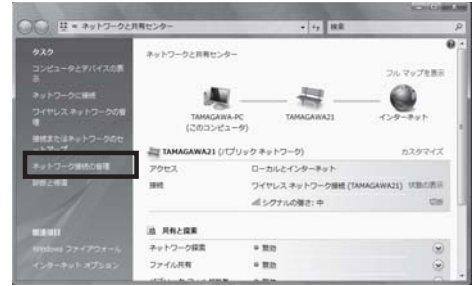 ネットワークと共有センター
検索
タスク
コンピュータとデバイスの表示
ネットワークに接続
ワイヤレス ネットワークの管理
接続またはネットワークのセットアップ
ネットワーク接続の管理
診断と修復
関連項目
Windows ファイアウォール
インターネット オプション
ネットワークと共有センター
フル マップを表示
TAMAGAWA-PC
(このコンピュータ)
TAMAGAWA21
インターネット
TAMAGAWA21 (パブリック ネットワーク)
カスタマイズ
アクセス
ローカルとインターネット
接続
ワイヤレス ネットワーク接続 (TAMAGAWA21)
状態の表示
シグナルの強さ: 中
切断
共有と探索
ネットワーク探索
無効
ファイル共有
無効